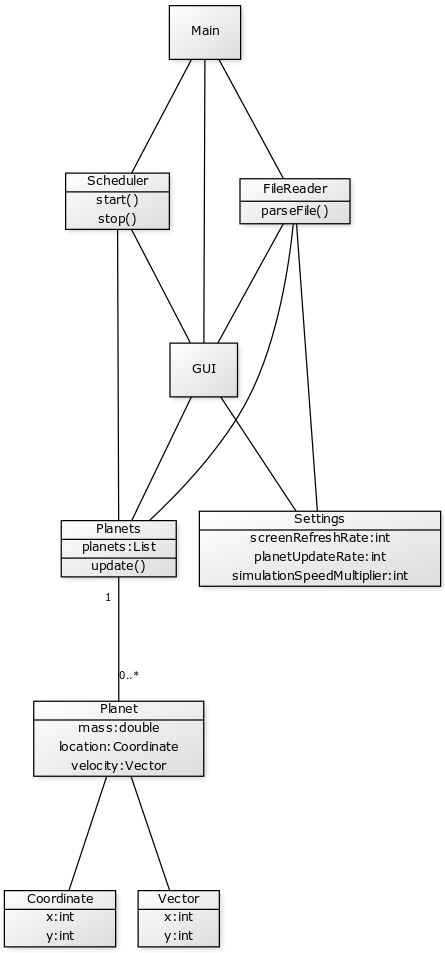 Main
Scheduler
start()
stop()
FileReader
parseFile()
GUI
Planets
planets:List
update()
Settings
screenRefreshRate:int
planetUpdateRate:int
simulationSpeedMultiplier:int
1
0..*
Planet
mass:double
location:Coordinate
velocity:Vector
Coordinate
x:int
y:int
Vector
x:int
y:int